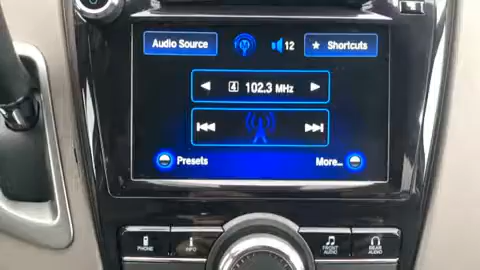 Audio Source
12
★ Shortcuts
4 102.3 MHz
Presets
More...
PHONE
INFO
FRONT AUDIO
REAR AUDIO